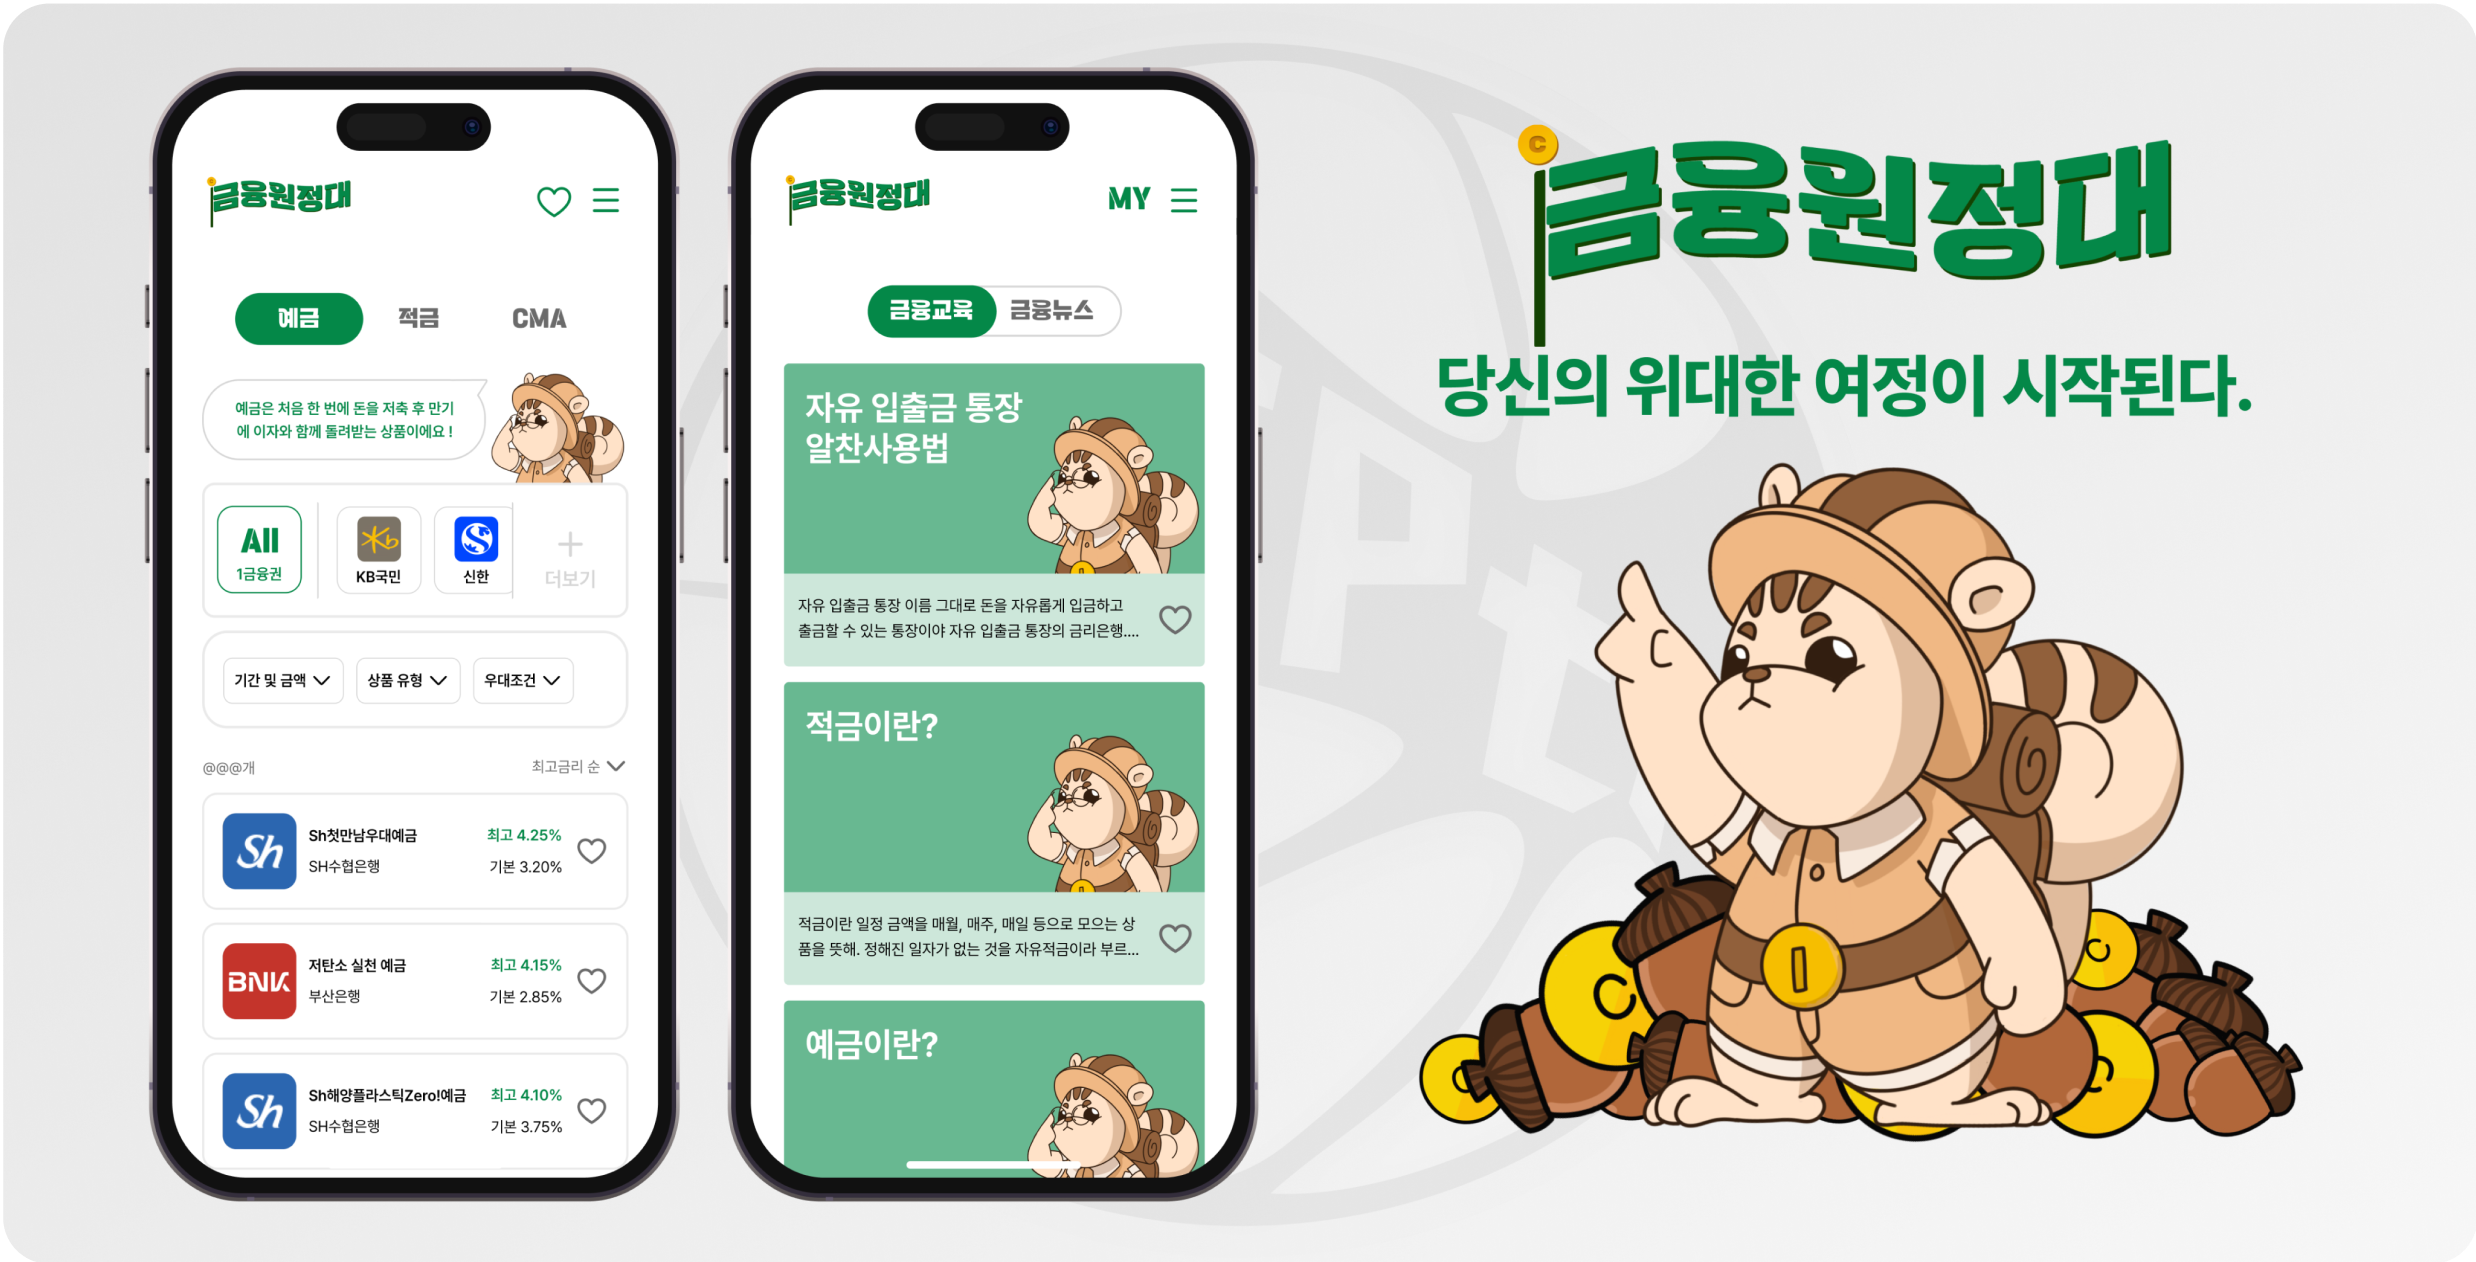 금융원정대
예금 적금 CMA
예금은 처음 한 번에 돈을 저축 후 만기
에 이자와 함께 돌려받는 상품이에요 !
All
1금융권
KB국민
신한
더보기
기간 및 금액
상품 유형
우대조건
@@@개
최고금리 순
Sh
Sh첫만남우대예금
최고 4.25%
SH수협은행
기본 3.20%
BNK
저탄소 실천 예금
최고 4.15%
부산은행
기본 2.85%
Sh
Sh해양플라스틱Zero!예금
최고 4.10%
SH수협은행
기본 3.75%
금융원정대
MY
금융교육 금융뉴스
자유 입출금 통장
알찬사용법
자유 입출금 통장 이름 그대로 돈을 자유롭게 입금하고
출금할 수 있는 통장이야 자유 입출금 통장의 금리은행....
적금이란?
적금이란 일정 금액을 매월, 매주, 매일 등으로 모으는 상
품을 뜻해. 정해진 일자가 없는 것을 자유적금이라 부르...
예금이란?
C
금융원정대
당신의 위대한 여정이 시작된다.
C
C
C
C